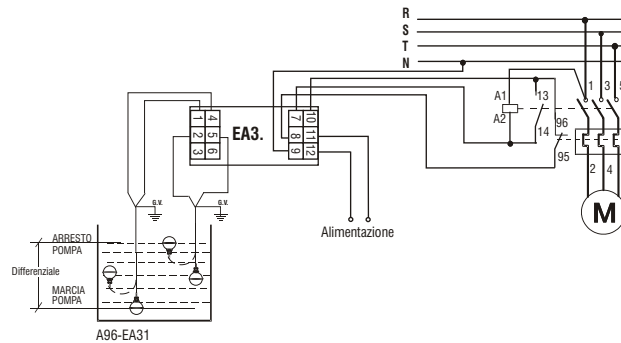 R
S
T
N
1 3 5
A1
A2
13
14
96
95
2 4
M
1 4
2 5
3 6
EA3.
7 10
8 11
9 12
G.V.
G.V.
Alimentazione
ARRESTO
POMPA
Differenziale
MARCIA
POMPA
A96-EA31